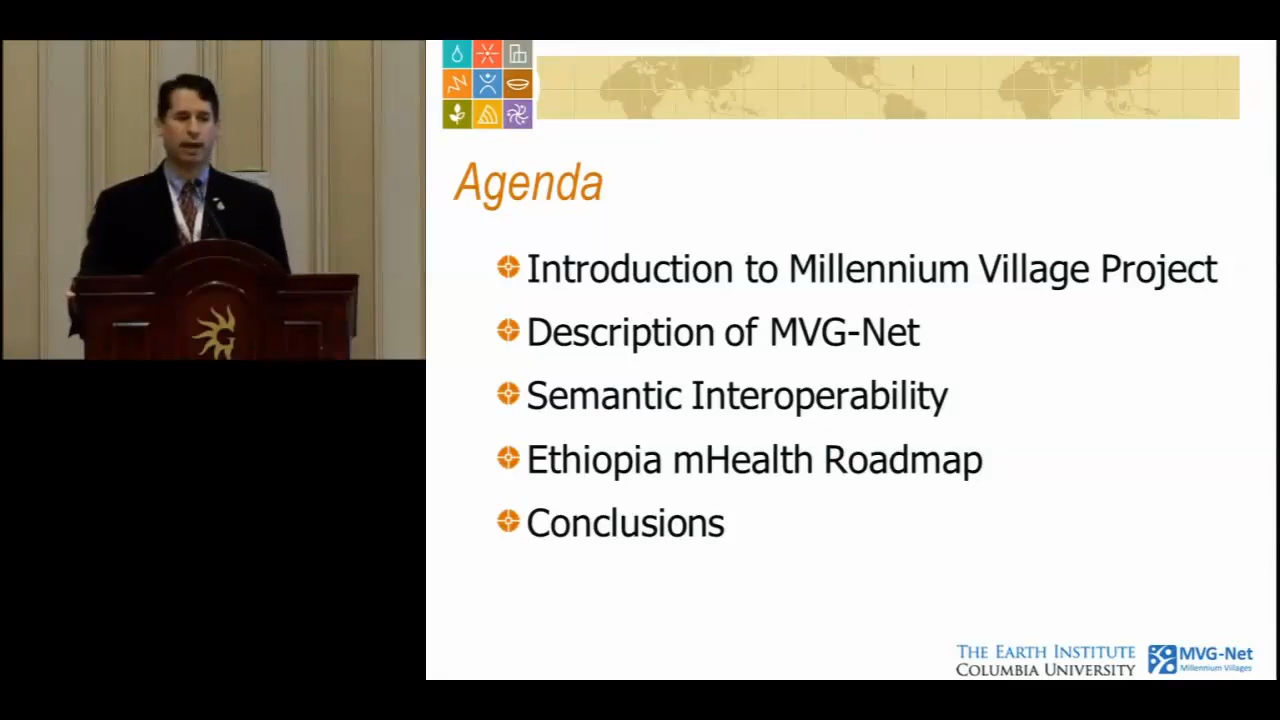 Agenda
Introduction to Millennium Village Project
Description of MVG-Net
Semantic Interoperability
Ethiopia mHealth Roadmap
Conclusions
THE EARTH INSTITUTE
COLUMBIA UNIVERSITY
MVG-Net
Millennium Villages
G